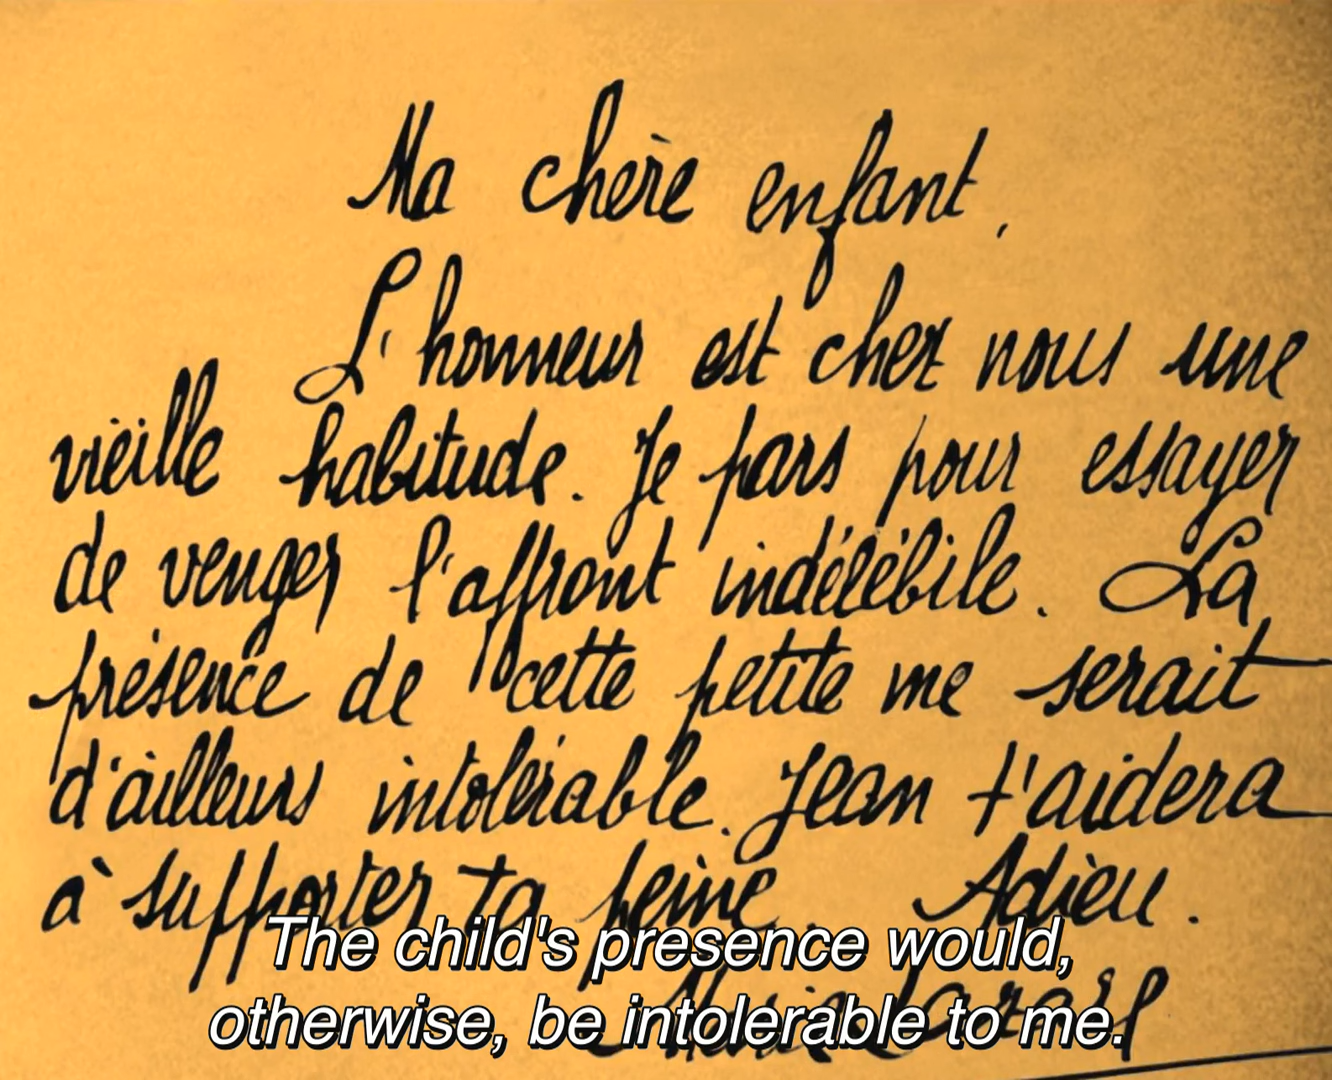 Ma chère enfant,
L'honneur est chez nous une
vieille habitude. Je pars pour essayer
de venger l'affront indélébile. La
présence de cette petite me serait
d'ailleurs intolérable. Jean t'aidera
à supporter ta peine. Adieu.
The child's presence would,
otherwise, be intolerable to me.